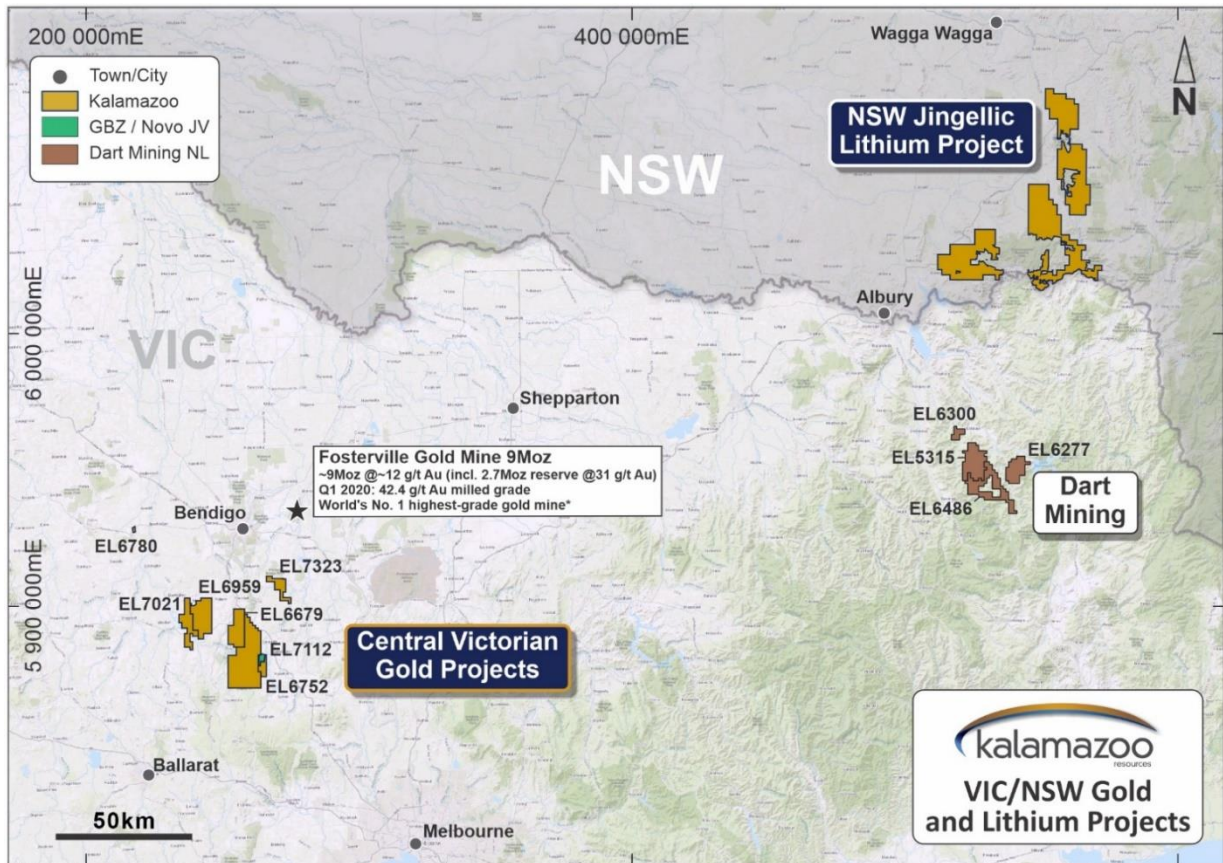 200 000mE
400 000mE
Wagga Wagga
N
Town/City
Kalamazoo
GBZ / Novo JV
Dart Mining NL
NSW Jingellic
Lithium Project
NSW
Albury
6 000 000mE
VIC
Shepparton
EL6300
EL5315
EL6277
EL6486
Dart
Mining
Fosterville Gold Mine 9Moz
~9Moz @~12 g/t Au (incl. 2.7Moz reserve @31 g/t Au)
Q1 2020: 42.4 g/t Au milled grade
World's No. 1 highest-grade gold mine*
Bendigo
EL6780
EL7323
EL6959
EL7021
EL6679
5 900 000mE
EL7112
EL6752
Central Victorian
Gold Projects
Ballarat
50km
Melbourne
kalamazoo
resources
VIC/NSW Gold
and Lithium Projects